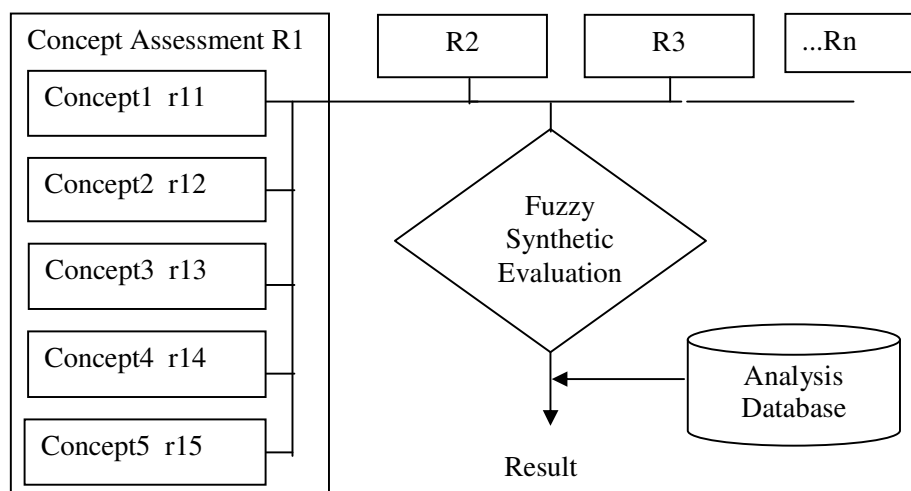 Concept Assessment R1
Concept1 r11
Concept2 r12
Concept3 r13
Concept4 r14
Concept5 r15
R2
R3
...Rn
Fuzzy
Synthetic
Evaluation
Analysis
Database
Result